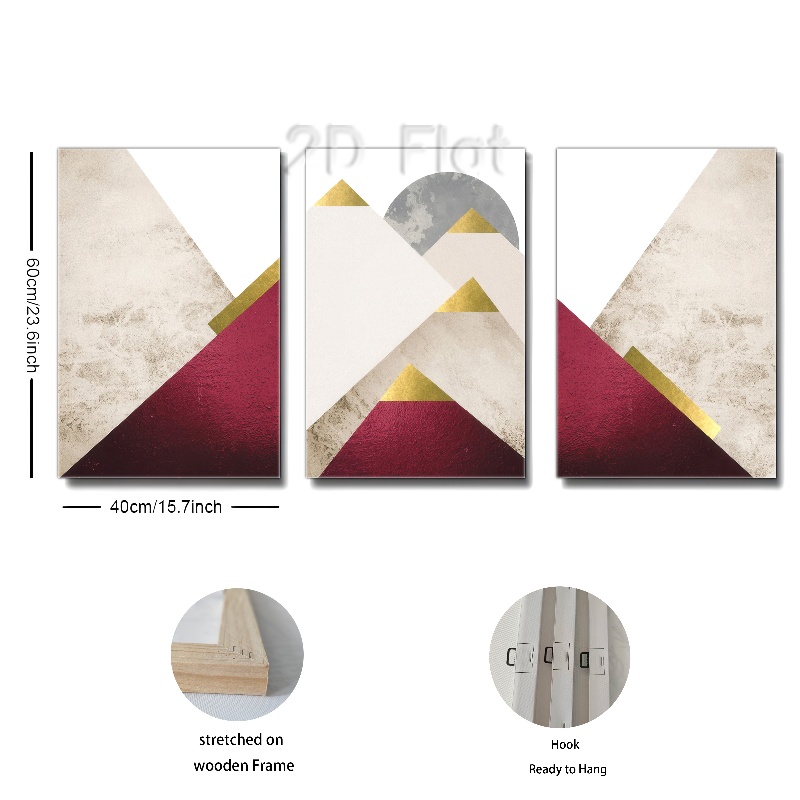 2D Flat
60cm/23.6inch
40cm/15.7inch
stretched on
wooden Frame
Hook
Ready to Hang